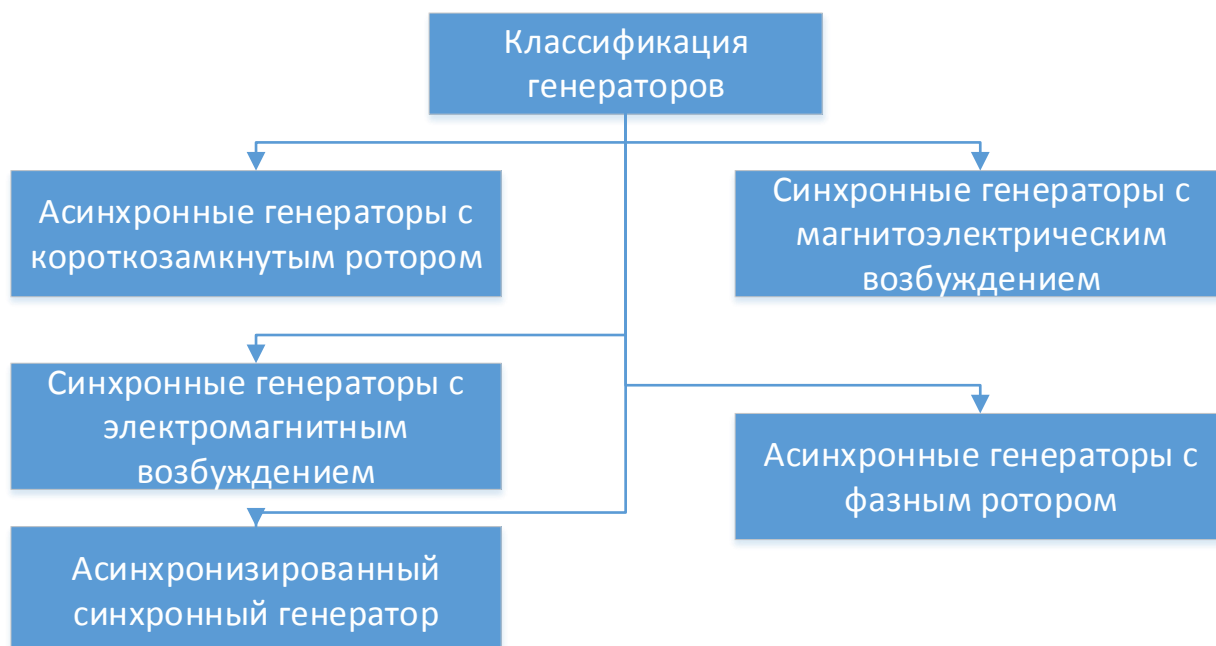 Классификация
генераторов
Асинхронные генераторы с
короткозамкнутым ротором
Синхронные генераторы с
магнитоэлектрическим
возбуждением
Синхронные генераторы с
электромагнитным
возбуждением
Асинхронные генераторы с
фазным ротором
Асинхронизированный
синхронный генератор